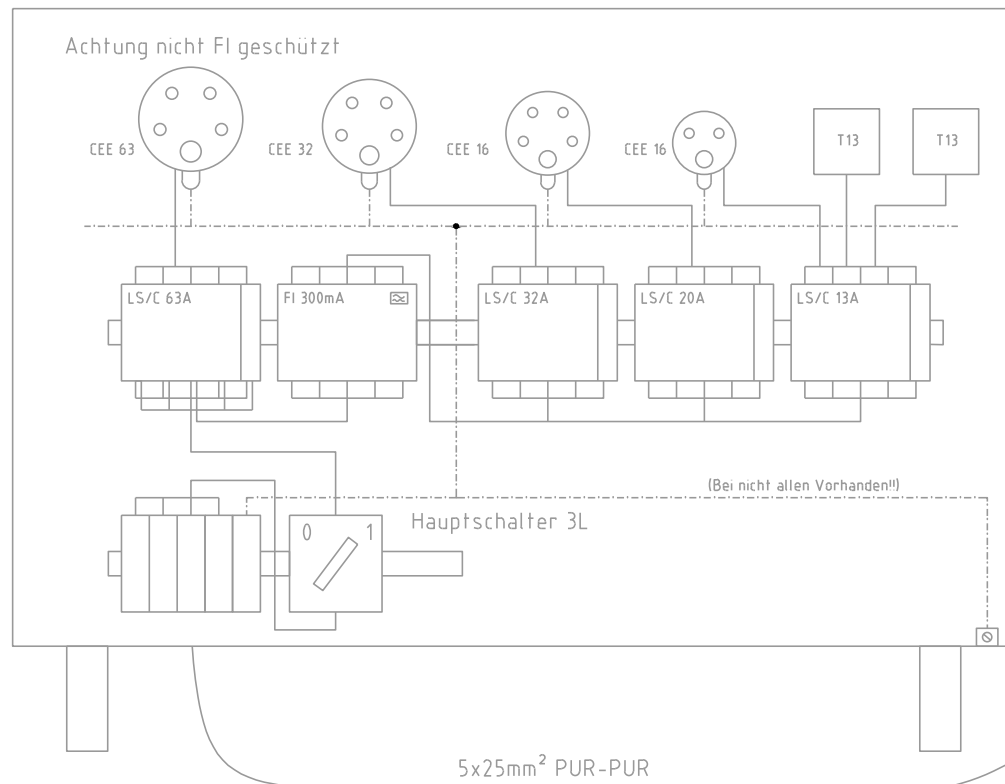 Achtung nicht FI geschützt
CEE 63
CEE 32
CEE 16
CEE 16
T13
T13
LS/C 63A
FI 300mA
LS/C 32A
LS/C 20A
LS/C 13A
(Bei nicht allen Vorhanden!!)
Hauptschalter 3L
0
1
5x25mm² PUR-PUR